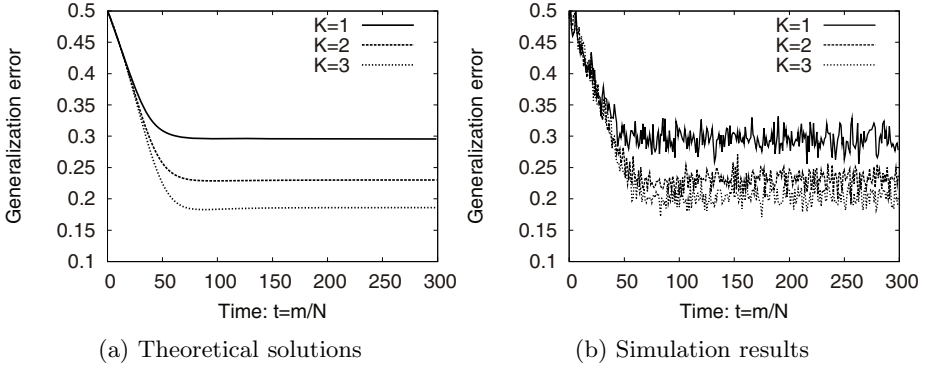 0.5
0.45
0.4
0.35
0.3
0.25
0.2
0.15
0.1
Generalization error
K=1
K=2
K=3
0 50 100 150 200 250 300
Time: t=m/N
(a) Theoretical solutions
0.5
0.45
0.4
0.35
0.3
0.25
0.2
0.15
0.1
Generalization error
K=1
K=2
K=3
0 50 100 150 200 250 300
Time: t=m/N
(b) Simulation results